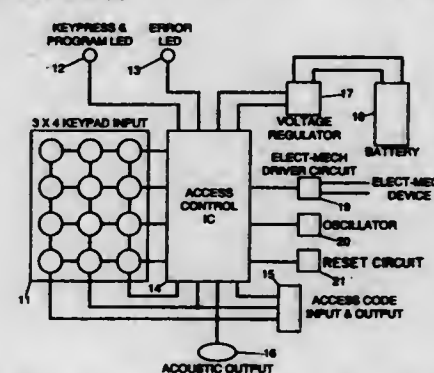 KEYPRESS &
PROGRAM LED
12
ERROR
LED
13
17
VOLTAGE
REGULATOR
18
BATTERY
3 X 4 KEYPAD INPUT
11
ACCESS
CONTROL
IC
14
ELECT-MECH
DRIVER CIRCUIT
19
ELECT-MEC
DEVICE
OSCILLATOR
20
RESET CIRCUIT
21
15
ACCESS CODE
INPUT & OUTPUT
16
ACOUSTIC OUTPUT